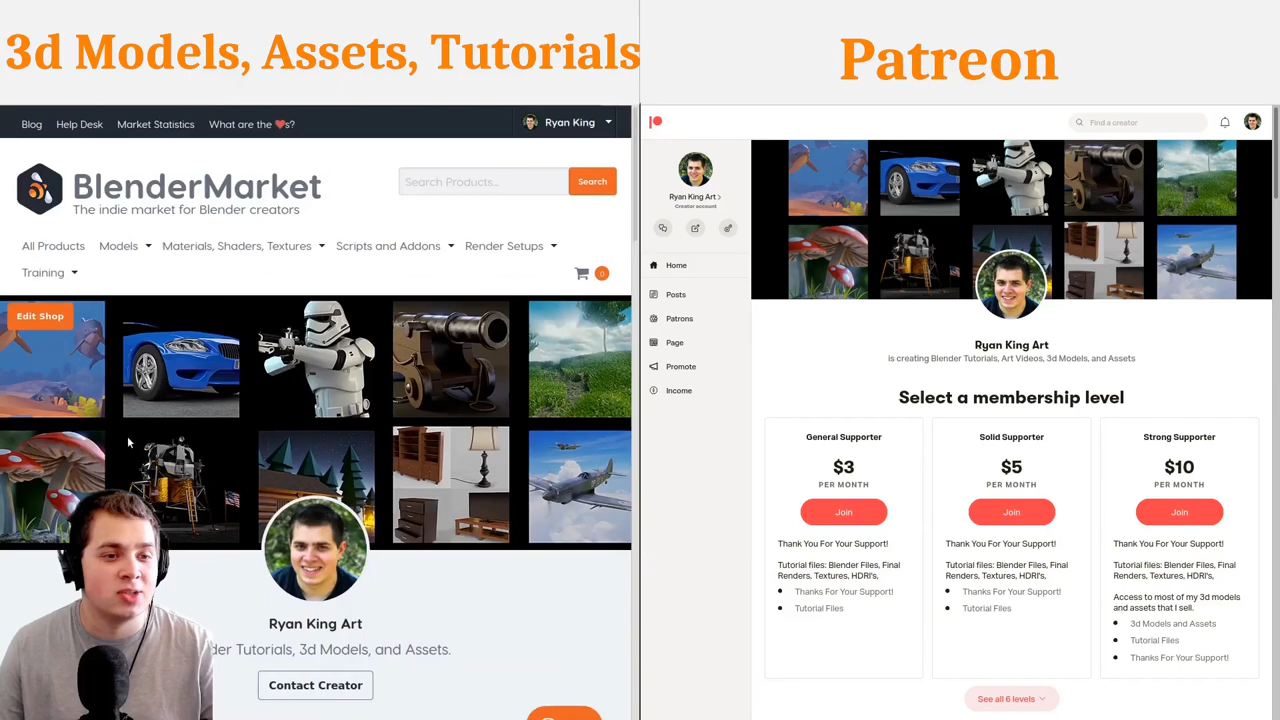 3d Models, Assets, Tutorials
Blog
Help Desk
Market Statistics
What are the ❤s?
Ryan King
BlenderMarket
The indie market for Blender creators
Search Products...
Search
All Products
Models
Materials, Shaders, Textures
Scripts and Addons
Render Setups
Training
0
Edit Shop
Ryan King Art
der Tutorials, 3d Models, and Assets.
Contact Creator
Patreon
Find a creator
Ryan King Art
Creator account
Home
Posts
Patrons
Page
Promote
Income
Ryan King Art
is creating Blender Tutorials, Art Videos, 3d Models, and Assets
Select a membership level
General Supporter
$3
PER MONTH
Join
Thank You For Your Support!
Tutorial files: Blender Files, Final
Renders, Textures, HDRI's,
Thanks For Your Support!
Tutorial Files
Solid Supporter
$5
PER MONTH
Join
Thank You For Your Support!
Tutorial files: Blender Files, Final
Renders, Textures, HDRI's,
Thanks For Your Support!
Tutorial Files
Strong Supporter
$10
PER MONTH
Join
Thank You For Your Support!
Tutorial files: Blender Files, Final
Renders, Textures, HDRI's,
Access to most of my 3d models
and assets that I sell.
3d Models and Assets
Tutorial Files
Thanks For Your Support!
See all 6 levels